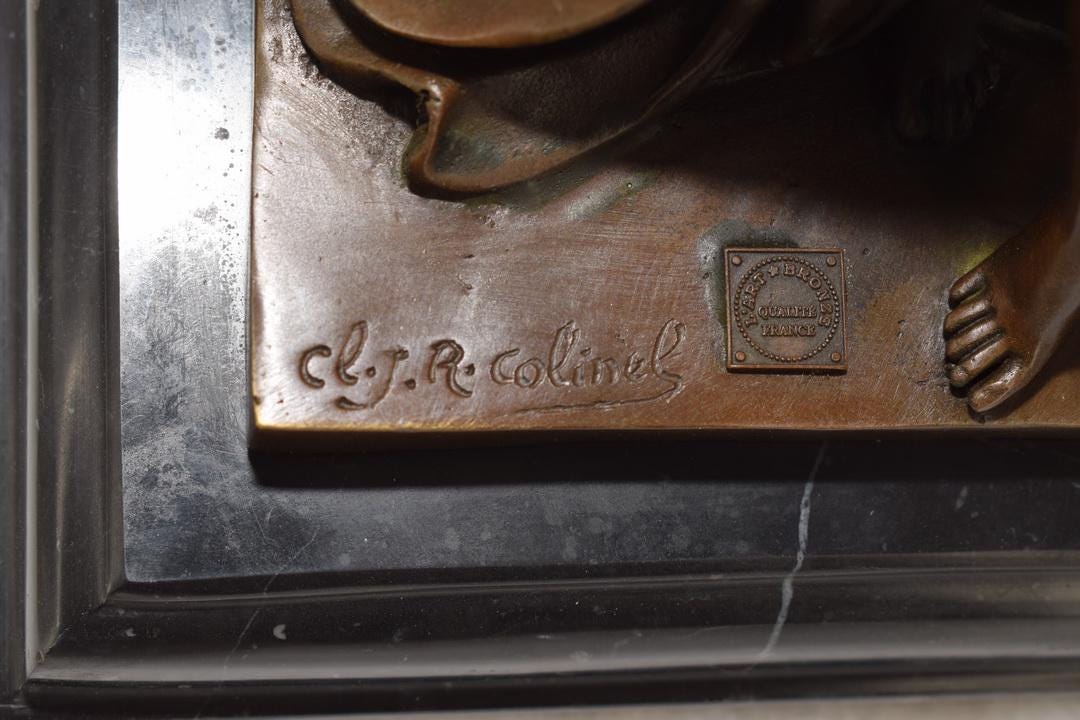 Cl. J. R. Colinet
L'ART BRONZE
QUALITE
FRANCE